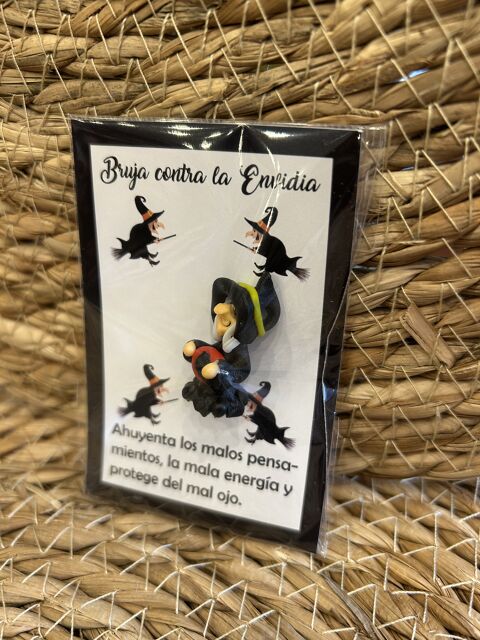 Bruja contra la Envidia
Ahuyenta los malos pensa-
mientos, la mala energía y
protege del mal ojo.